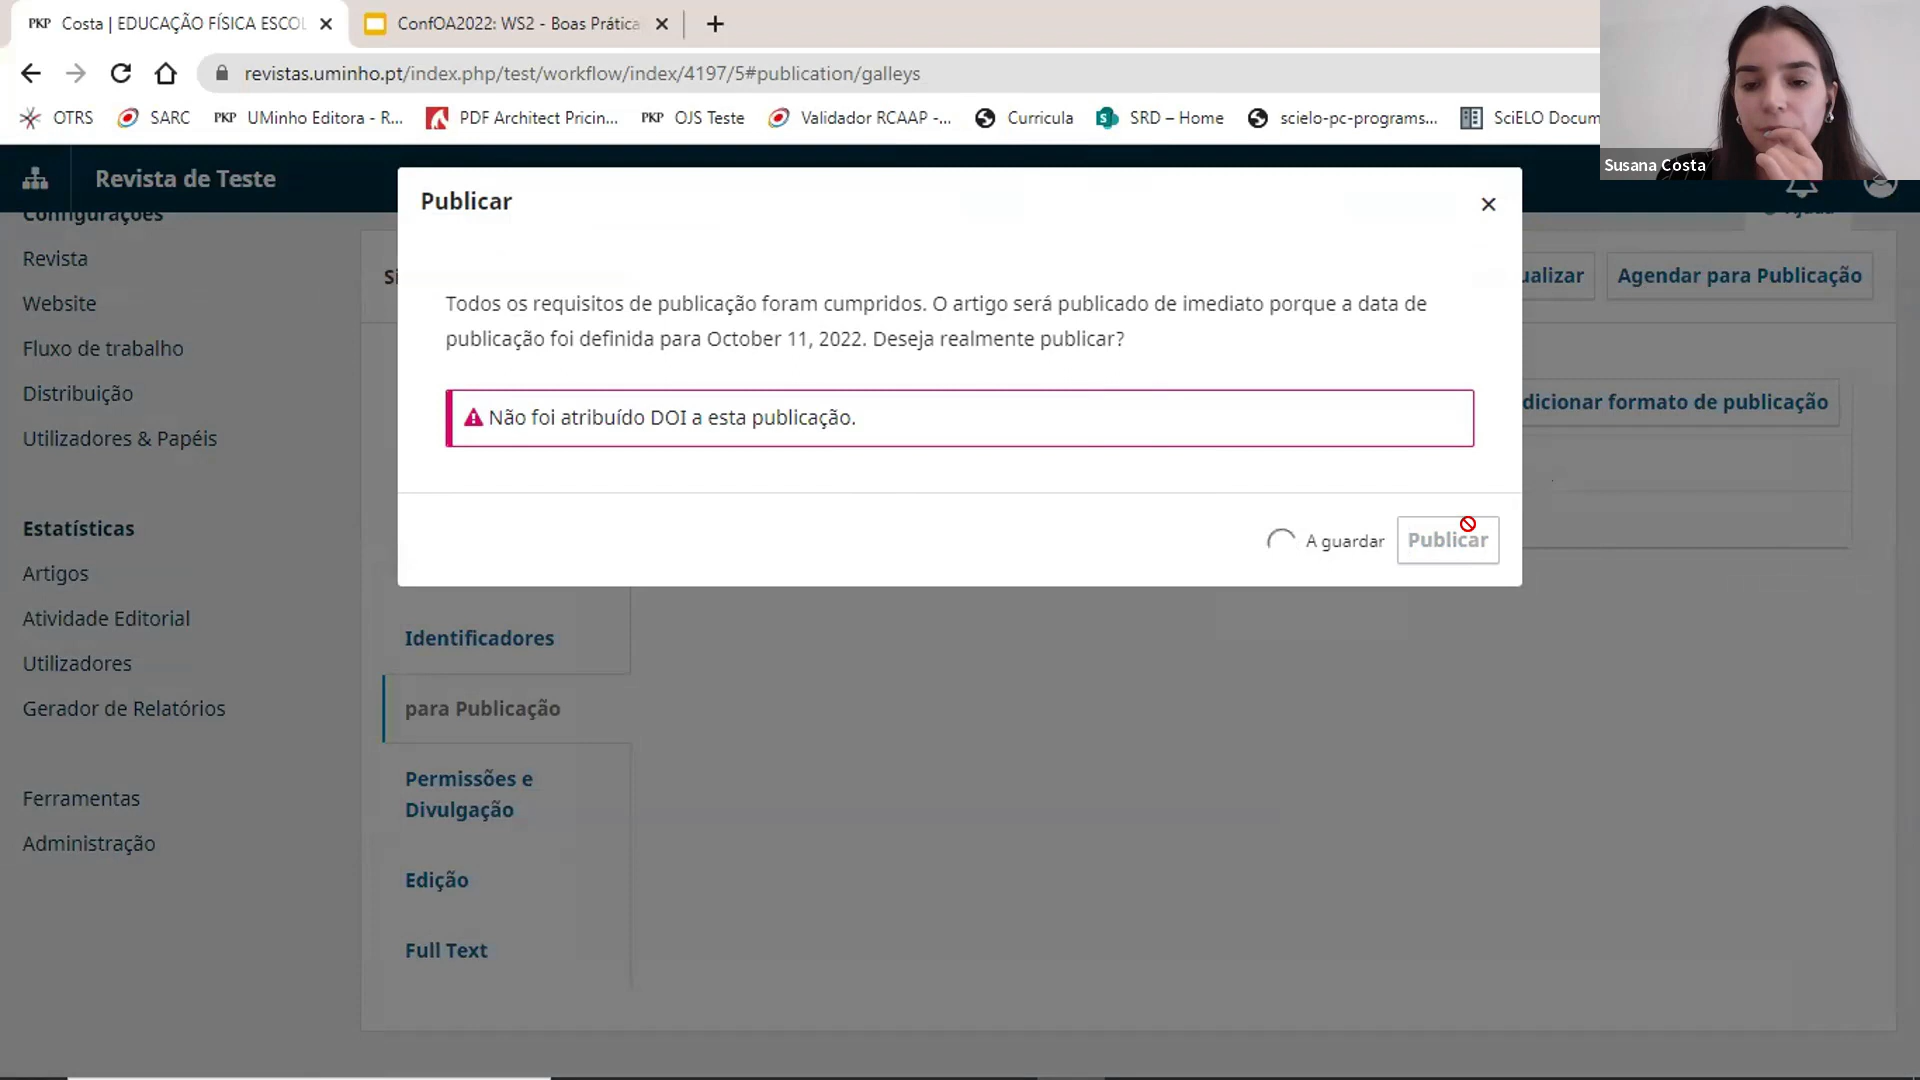 PKP Costa | EDUCAÇÃO FÍSICA ESCOL
ConfOA2022: WS2 - Boas Prática
revistas.uminho.pt/index.php/test/workflow/index/4197/5#publication/galleys
OTRS
SARC
PKP UMinho Editora - R...
PDF Architect Pricin...
PKP OJS Teste
Validador RCAAP -...
Curricula
S SRD – Home
scielo-pc-programs...
SciELO Docum
Susana Costa
Revista de Teste
Configurações
Revista
Website
Fluxo de trabalho
Distribuição
Utilizadores & Papéis
Estatísticas
Artigos
Atividade Editorial
Utilizadores
Gerador de Relatórios
Ferramentas
Administração
Publicar
Todos os requisitos de publicação foram cumpridos. O artigo será publicado de imediato porque a data de
publicação foi definida para October 11, 2022. Deseja realmente publicar?
Não foi atribuído DOI a esta publicação.
A guardar
Publicar
ualizar
Agendar para Publicação
dicionar formato de publicação
Identificadores
para Publicação
Permissões e
Divulgação
Edição
Full Text